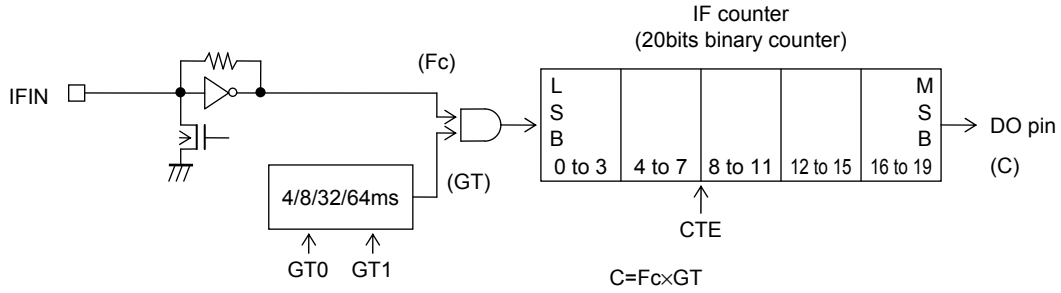 IF counter
(20bits binary counter)
(Fc)
IFIN
L
S
B
M
S
B
DO pin
(C)
0 to 3
4 to 7
8 to 11
12 to 15
16 to 19
(GT)
4/8/32/64ms
CTE
GT0
GT1
C=Fc×GT